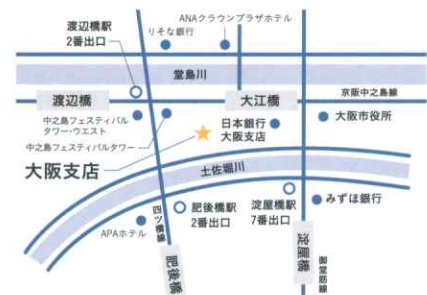 ANAクラウンプラザホテル
りそな銀行
渡辺橋駅
2番出口
堂島川
京阪中之島線
渡辺橋
大江橋
中之島フェスティバル
タワー・ウエスト
日本銀行
大阪支店
大阪市役所
中之島フェスティバルタワー
大阪支店
土佐堀川
四ツ橋線
肥後橋駅
2番出口
淀屋橋駅
7番出口
みずほ銀行
APAホテル
肥後橋
淀屋橋
御堂筋線